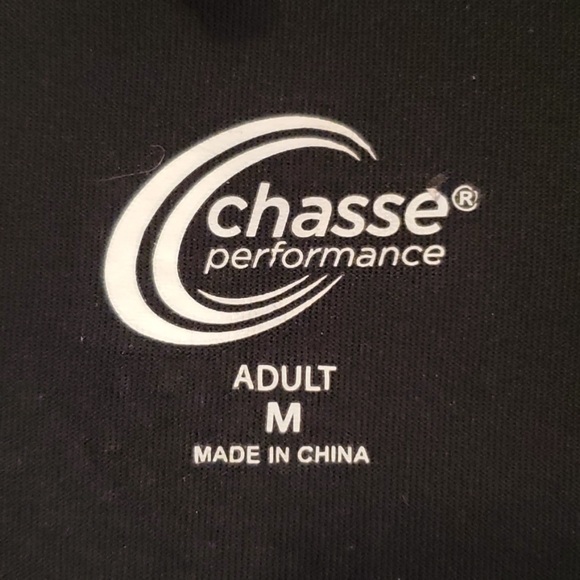 chassé®
performance
ADULT
M
MADE IN CHINA